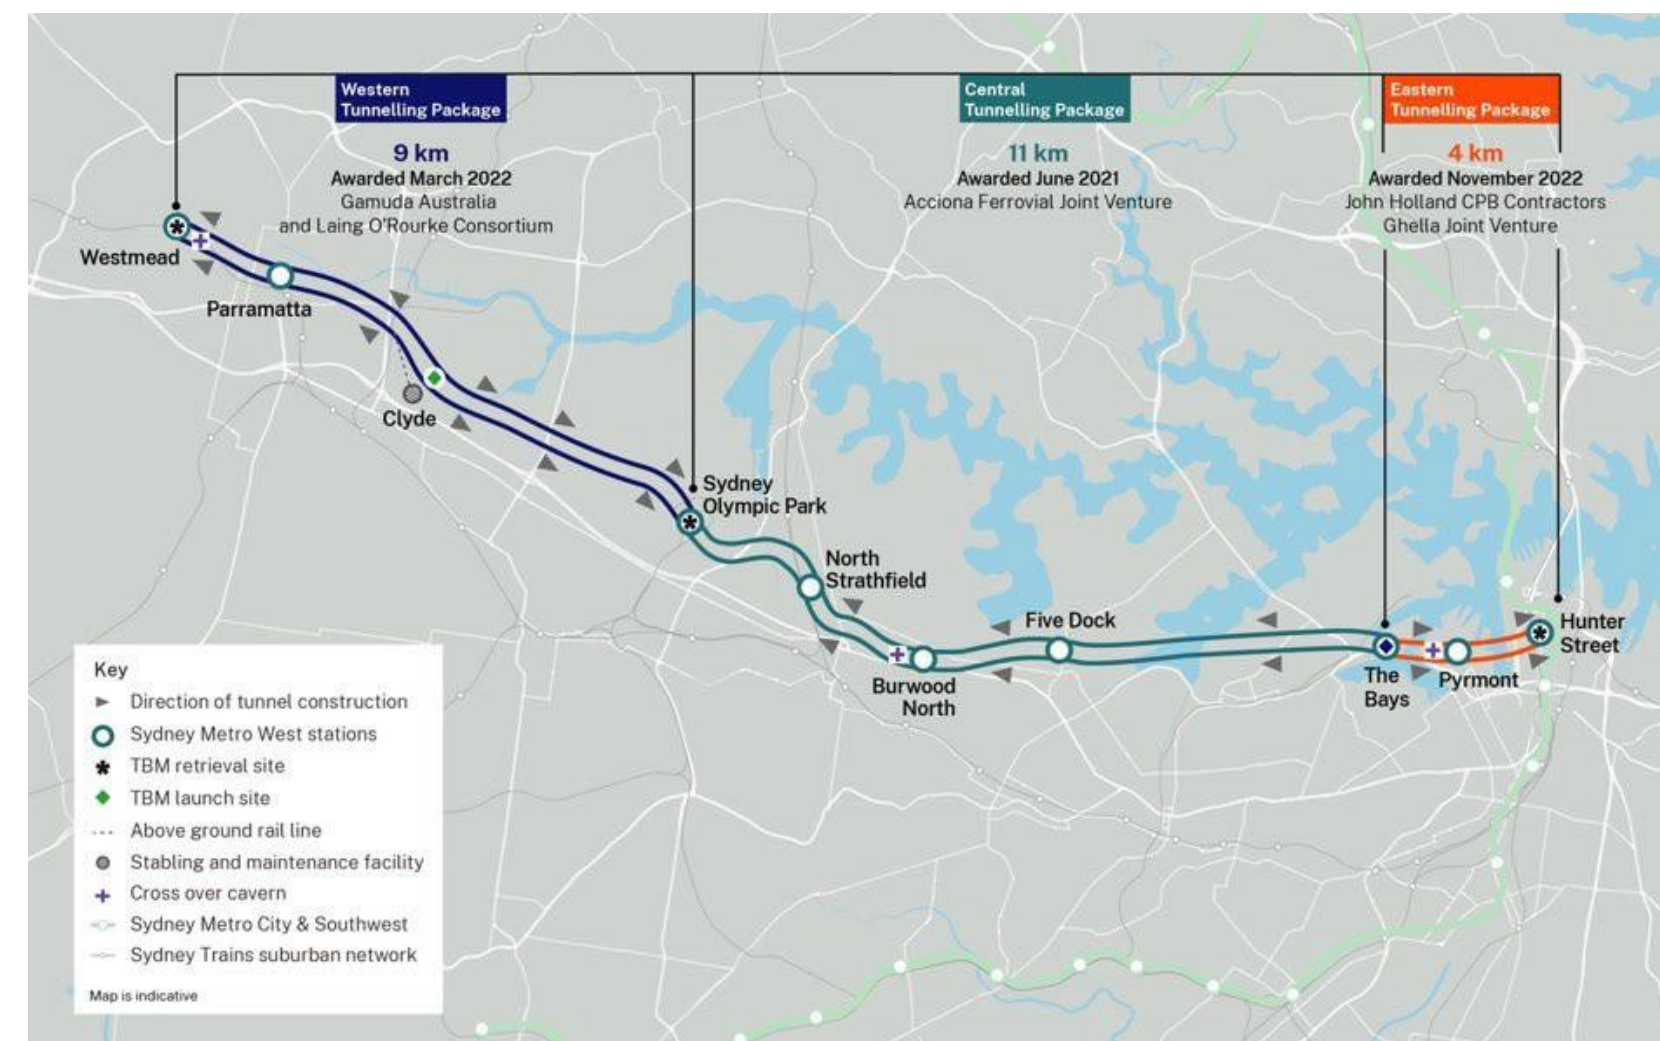 Western
Tunnelling Package
9 km
Awarded March 2022
Gamuda Australia
and Laing O'Rourke Consortium
Central
Tunnelling Package
11 km
Awarded June 2021
Acciona Ferrovial Joint Venture
Eastern
Tunnelling Package
4 km
Awarded November 2022
John Holland CPB Contractors
Ghella Joint Venture
Westmead
Parramatta
Clyde
Sydney
Olympic Park
North
Strathfield
Burwood
North
Five Dock
The
Bays
Pyrmont
Hunter
Street
Key
Direction of tunnel construction
Sydney Metro West stations
TBM retrieval site
TBM launch site
Above ground rail line
Stabling and maintenance facility
Cross over cavern
Sydney Metro City & Southwest
Sydney Trains suburban network
Map is indicative